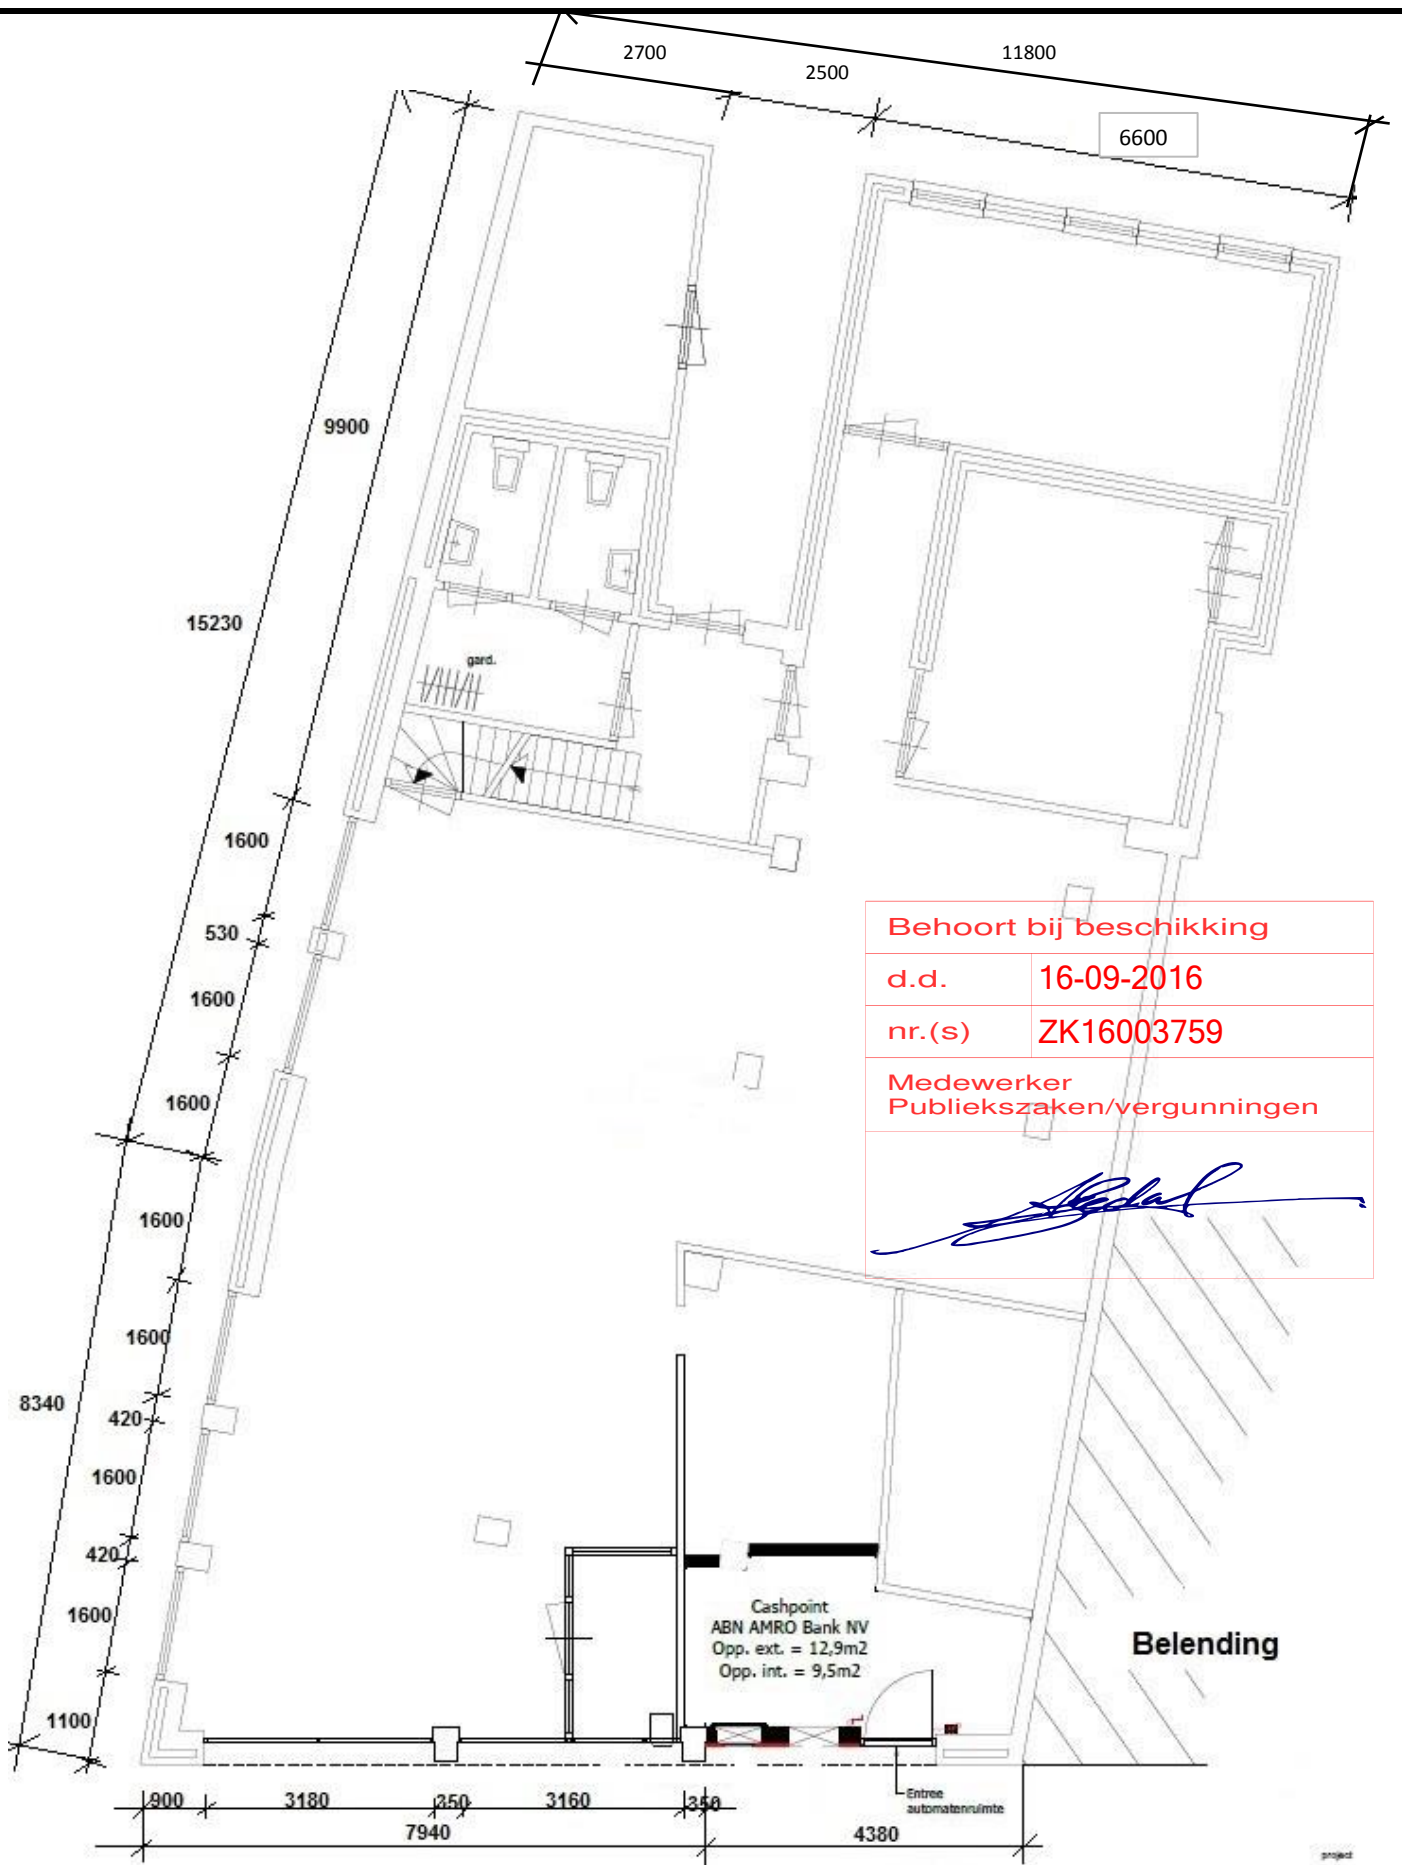 2700
11800
2500
6600
9900
15230
gard.
1600
530
1600
1600
1600
1600
8340
420
1600
420
1600
1100
Behoort bij beschikking
d.d. 16-09-2016
nr.(s) ZK16003759
Medewerker
Publiekszaken/vergunningen
Cashpoint
ABN AMRO Bank NV
Opp. ext. = 12,9m2
Opp. int. = 9,5m2
Belending
Entree
automatenruimte
900 3180 350 3160 350
7940 4380
project